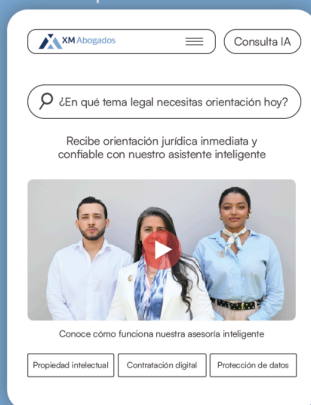 XM Abogados
Consulta IA
¿En qué tema legal necesitas orientación hoy?
Recibe orientación jurídica inmediata y
confiable con nuestro asistente inteligente
Conoce cómo funciona nuestra asesoría inteligente
Propiedad intelectual
Contratación digital
Protección de datos